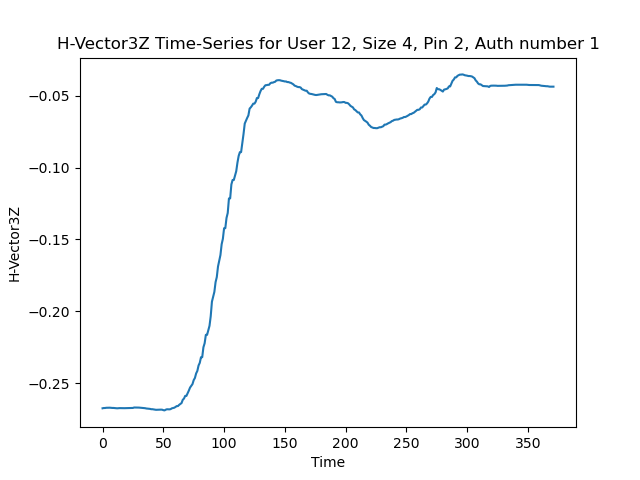 H-Vector3Z Time-Series for User 12, Size 4, Pin 2, Auth number 1
H-Vector3Z
−0.05
−0.10
−0.15
−0.20
−0.25
0 50 100 150 200 250 300 350
Time